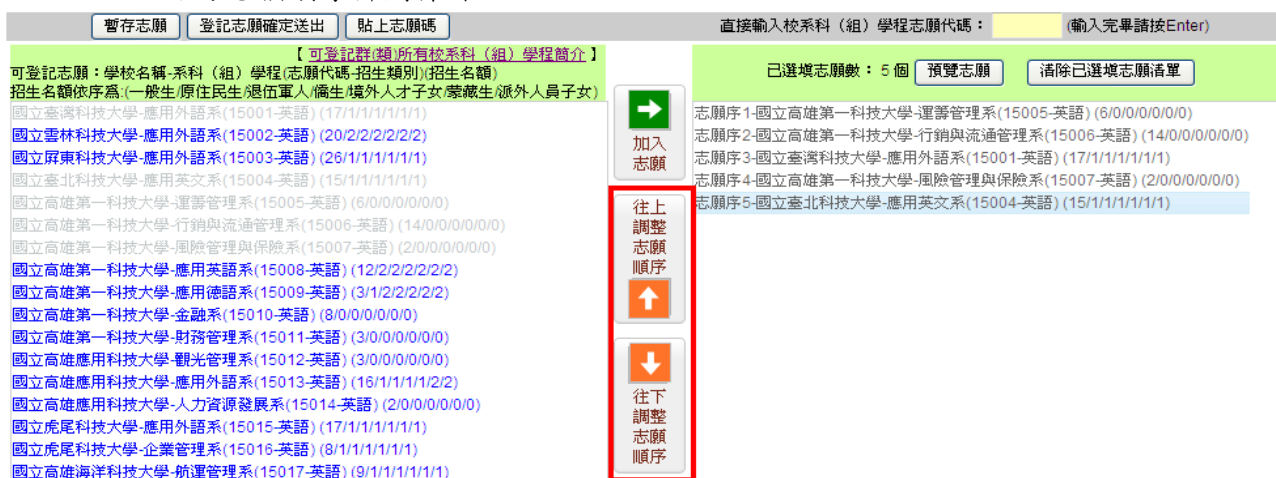 暫存志願 登記志願確定送出 貼上志願碼
直接輸入校系科（組）學程志願代碼： (輸入完畢請按Enter)
【 可登記群(類)所有校系科（組）學程簡介 】
可登記志願：學校名稱-系科（組）學程(志願代碼-招生類別)(招生名額)
招生名額依序為:(一般生/原住民生/退伍軍人/僑生/境外人才子女/蒙藏生/派外人員子女)
國立臺灣科技大學-應用外語系(15001-英語) (17/1/1/1/1/1/1)
國立雲林科技大學-應用外語系(15002-英語) (20/2/2/2/2/2/2)
國立屏東科技大學-應用外語系(15003-英語) (26/1/1/1/1/1/1)
國立臺北科技大學-應用英文系(15004-英語) (15/1/1/1/1/1/1)
國立高雄第一科技大學-運籌管理系(15005-英語) (6/0/0/0/0/0/0)
國立高雄第一科技大學-行銷與流通管理系(15006-英語) (14/0/0/0/0/0/0)
國立高雄第一科技大學-風險管理與保險系(15007-英語) (2/0/0/0/0/0/0)
國立高雄第一科技大學-應用英語系(15008-英語) (12/2/2/2/2/2/2)
國立高雄第一科技大學-應用德語系(15009-英語) (3/1/2/2/2/2/2)
國立高雄第一科技大學-金融系(15010-英語) (8/0/0/0/0/0/0)
國立高雄第一科技大學-財務管理系(15011-英語) (3/0/0/0/0/0/0)
國立高雄應用科技大學-觀光管理系(15012-英語) (3/0/0/0/0/0/0)
國立高雄應用科技大學-應用外語系(15013-英語) (16/1/1/1/1/2/2)
國立高雄應用科技大學-人力資源發展系(15014-英語) (2/0/0/0/0/0/0)
國立虎尾科技大學-應用外語系(15015-英語) (17/1/1/1/1/1/1)
國立虎尾科技大學-企業管理系(15016-英語) (8/1/1/1/1/1/1)
國立高雄海洋科技大學-航運管理系(15017-英語) (9/1/1/1/1/1/1)
加入
志願
往上
調整
志願
順序
往下
調整
志願
順序
已選填志願數： 5 個 預覽志願 清除已選填志願清單
志願序1-國立高雄第一科技大學-運籌管理系(15005-英語) (6/0/0/0/0/0/0)
志願序2-國立高雄第一科技大學-行銷與流通管理系(15006-英語) (14/0/0/0/0/0/0)
志願序3-國立臺灣科技大學-應用外語系(15001-英語) (17/1/1/1/1/1/1)
志願序4-國立高雄第一科技大學-風險管理與保險系(15007-英語) (2/0/0/0/0/0/0)
志願序5-國立臺北科技大學-應用英文系(15004-英語) (15/1/1/1/1/1/1)